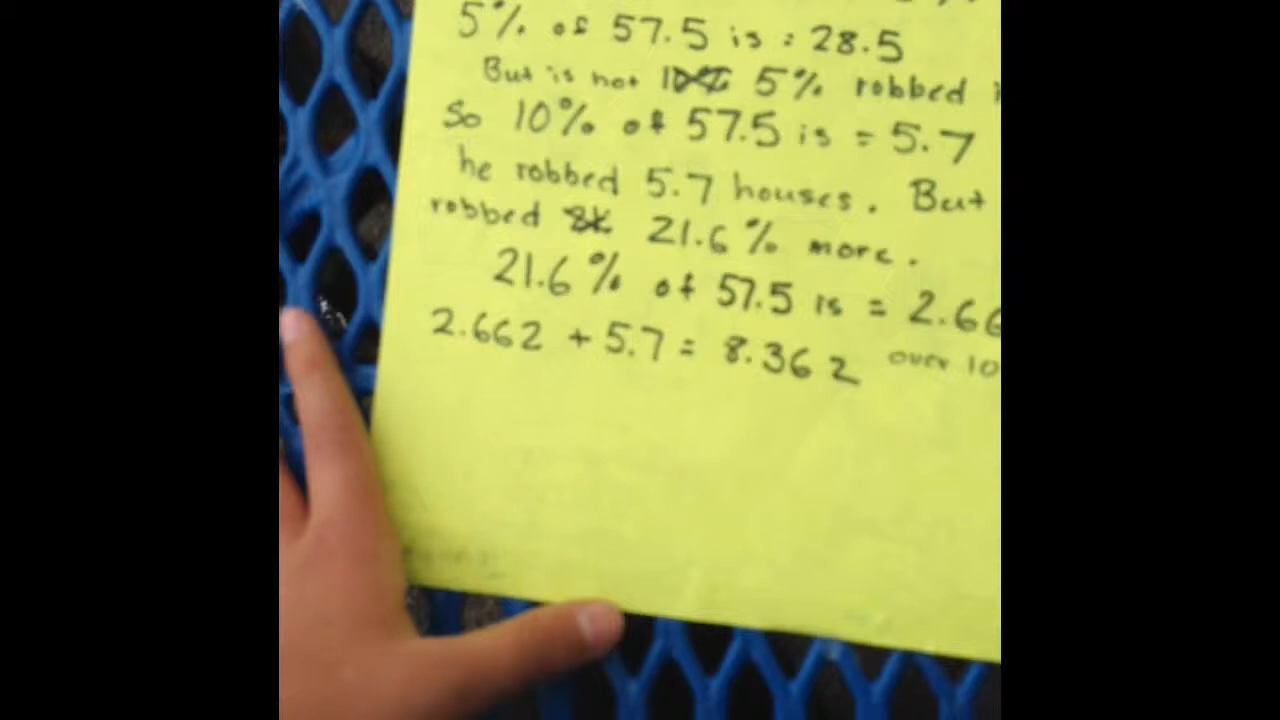 5% of 57.5 is : 28.5
But is not 5% robbed
So 10% of 57.5 is = 5.7
he robbed 5.7 houses. But
robbed 21.6% more.
21.6% of 57.5 is = 2.66
2.662 + 5.7 = 8.362 over 10